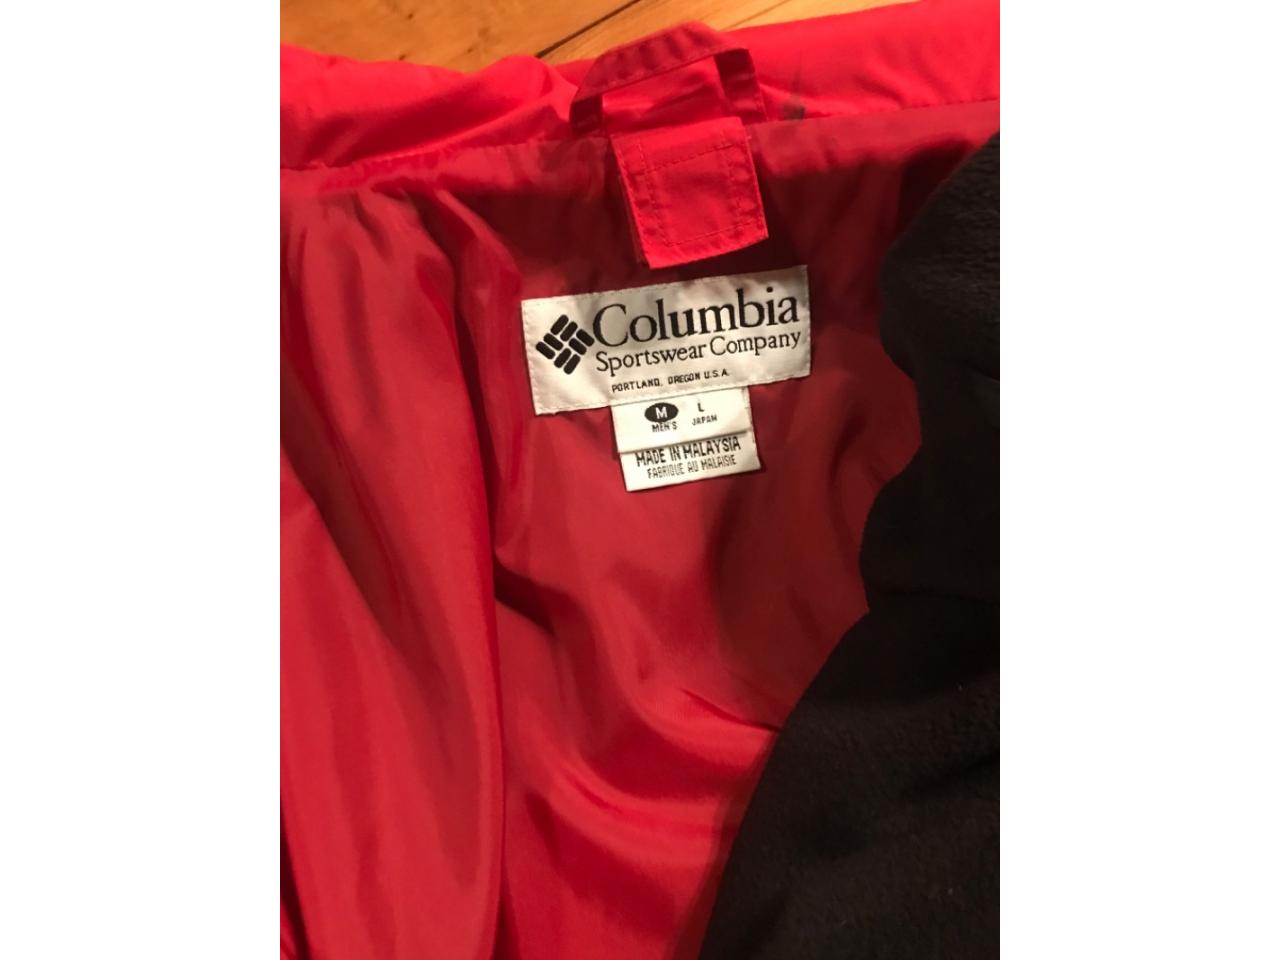 Columbia
Sportswear Company
PORTLAND, OREGON U.S.A.
M L
MEN'S JAPAN
MADE IN MALAYSIA
FABRIQUE AU MALAISIE